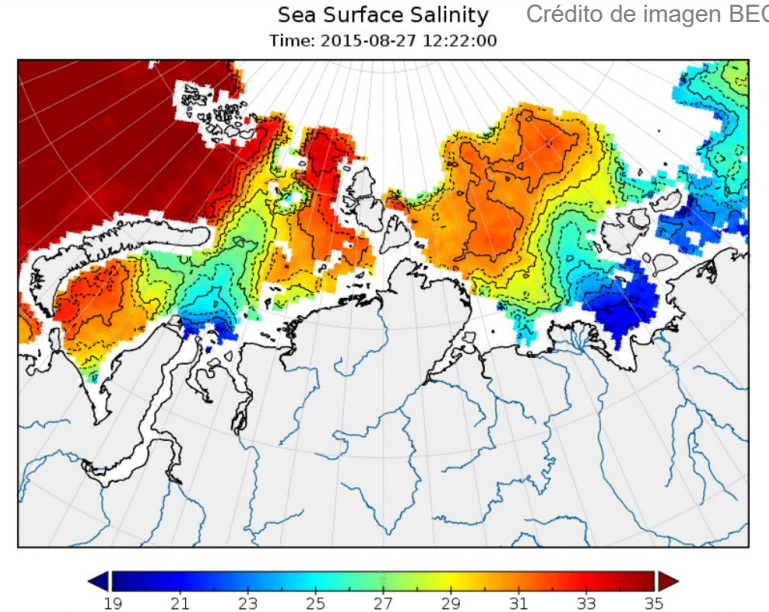 Sea Surface Salinity
Crédito de imagen BEC
Time: 2015-08-27 12:22:00
19 21 23 25 27 29 31 33 35